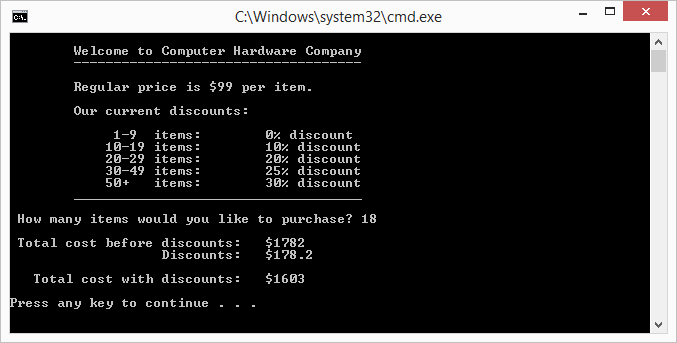 C:\Windows\system32\cmd.exe
Welcome to Computer Hardware Company
------------------------------------
Regular price is $99 per item.
Our current discounts:
1-9 items: 0% discount
10-19 items: 10% discount
20-29 items: 20% discount
30-49 items: 25% discount
50+ items: 30% discount
____________________________________
How many items would you like to purchase? 18
Total cost before discounts: $1782
Discounts: $178.2
Total cost with discounts: $1603
Press any key to continue . . .